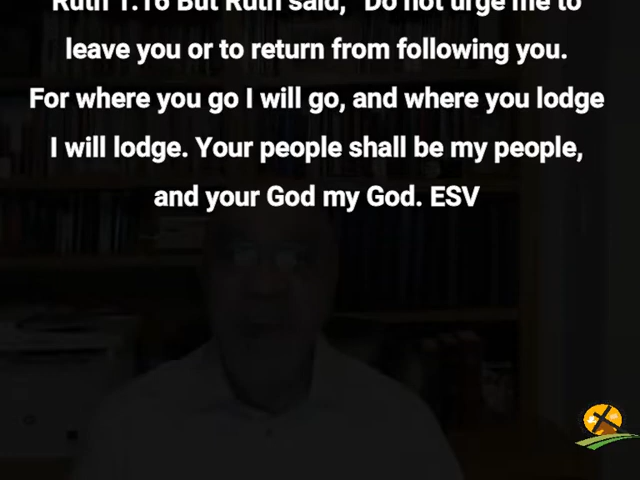 Ruth 1:16 But Ruth said, "Do not urge me to
leave you or to return from following you.
For where you go I will go, and where you lodge
I will lodge. Your people shall be my people,
and your God my God. ESV